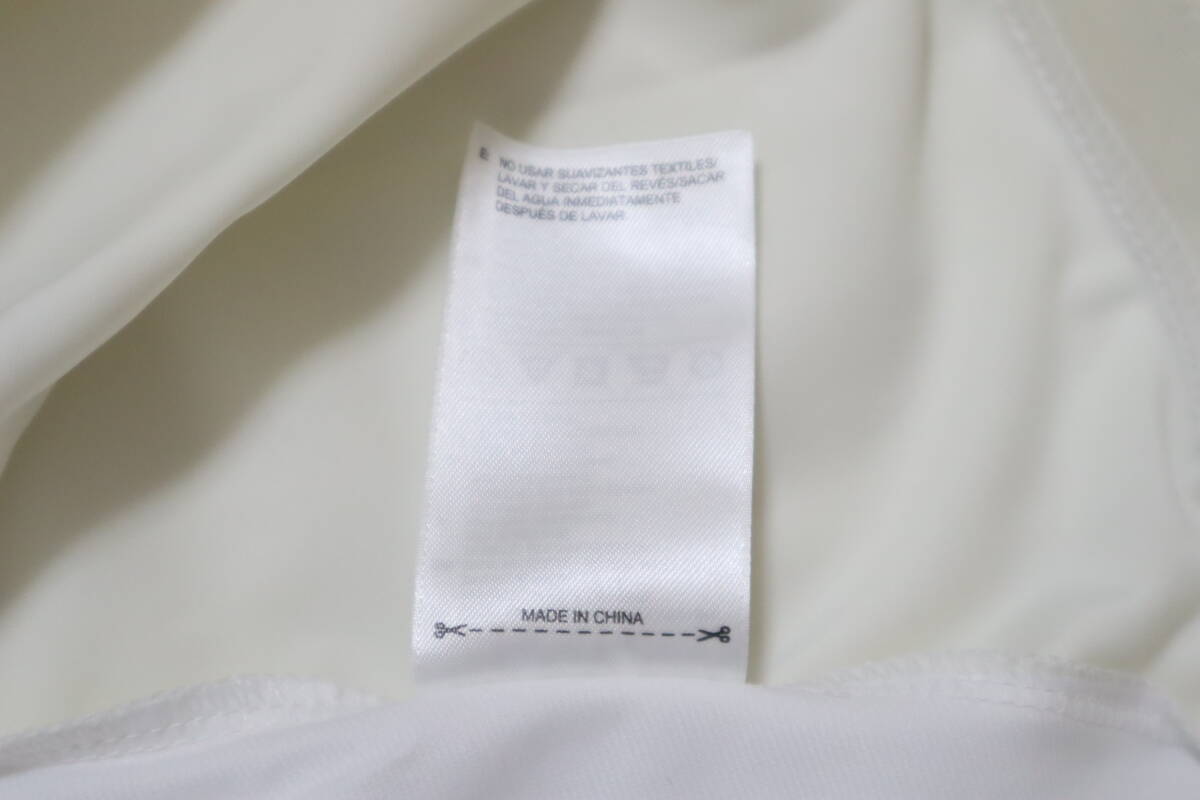 E NO USAR SUAVIZANTES TEXTILES/
LAVAR Y SECAR DEL REVÉS/SACAR
DEL AGUA INMEDIATAMENTE
DESPUÉS DE LAVAR
MADE IN CHINA